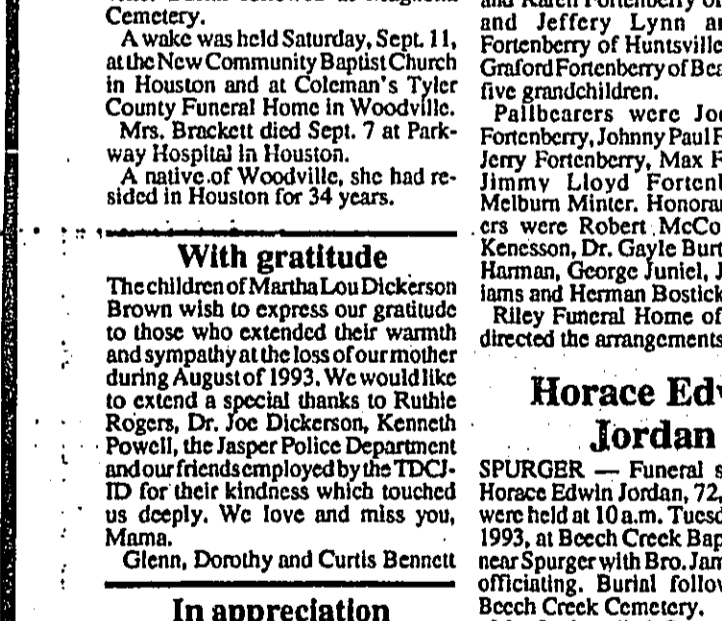 Cemetery.
A wake was held Saturday, Sept. 11,
at the New Community Baptist Church
in Houston and at Coleman's Tyler
County Funeral Home in Woodville.
Mrs. Brackett died Sept. 7 at Park-
way Hospital in Houston.
A native of Woodville, she had re-
sided in Houston for 34 years.
With gratitude
The children of Martha Lou Dickerson
Brown wish to express our gratitude
to those who extended their warmth
and sympathy at the loss of our mother
during August of 1993. We would like
to extend a special thanks to Ruthie
Rogers, Dr. Joe Dickerson, Kenneth
Powell, the Jasper Police Department
and our friends employed by the TDCJ-
ID for their kindness which touched
us deeply. We love and miss you,
Mama.
Glenn, Dorothy and Curtis Bennett
In appreciation
and Karen Fortenberry of
and Jeffery Lynn
Fortenberry of Huntsville
Graford Fortenberry of
five grandchildren.
Pallbearers were
Fortenberry, Johnny Paul
Jerry Fortenberry, Max
Jimmy Lloyd
Melburn Minter.
ers were Robert
Kenesson, Dr. Gayle
Harman, George Juniel,
iams and Herman Bostick
Riley Funeral Home of
directed the arrangements
Horace
Jordan
SPURGER — Funeral
Horace Edwin Jordan, 72,
were held at 10 a.m.
1993, at Beech Creek
near Spurger with Bro.
officiating. Burial
Beech Creek Cemetery.